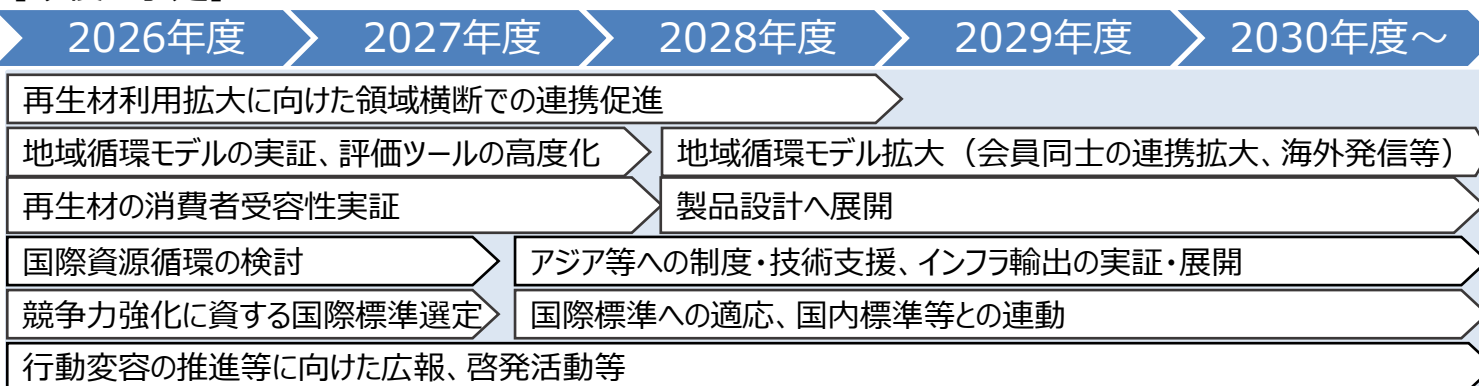 2026年度 2027年度 2028年度 2029年度 2030年度～
再生材利用拡大に向けた領域横断での連携促進
地域循環モデルの実証、評価ツールの高度化 地域循環モデル拡大（会員同士の連携拡大、海外発信等）
再生材の消費者受容性実証 製品設計へ展開
国際資源循環の検討 アジア等への制度・技術支援、インフラ輸出の実証・展開
競争力強化に資する国際標準選定 国際標準への適応、国内標準等との連動
行動変容の推進等に向けた広報、啓発活動等